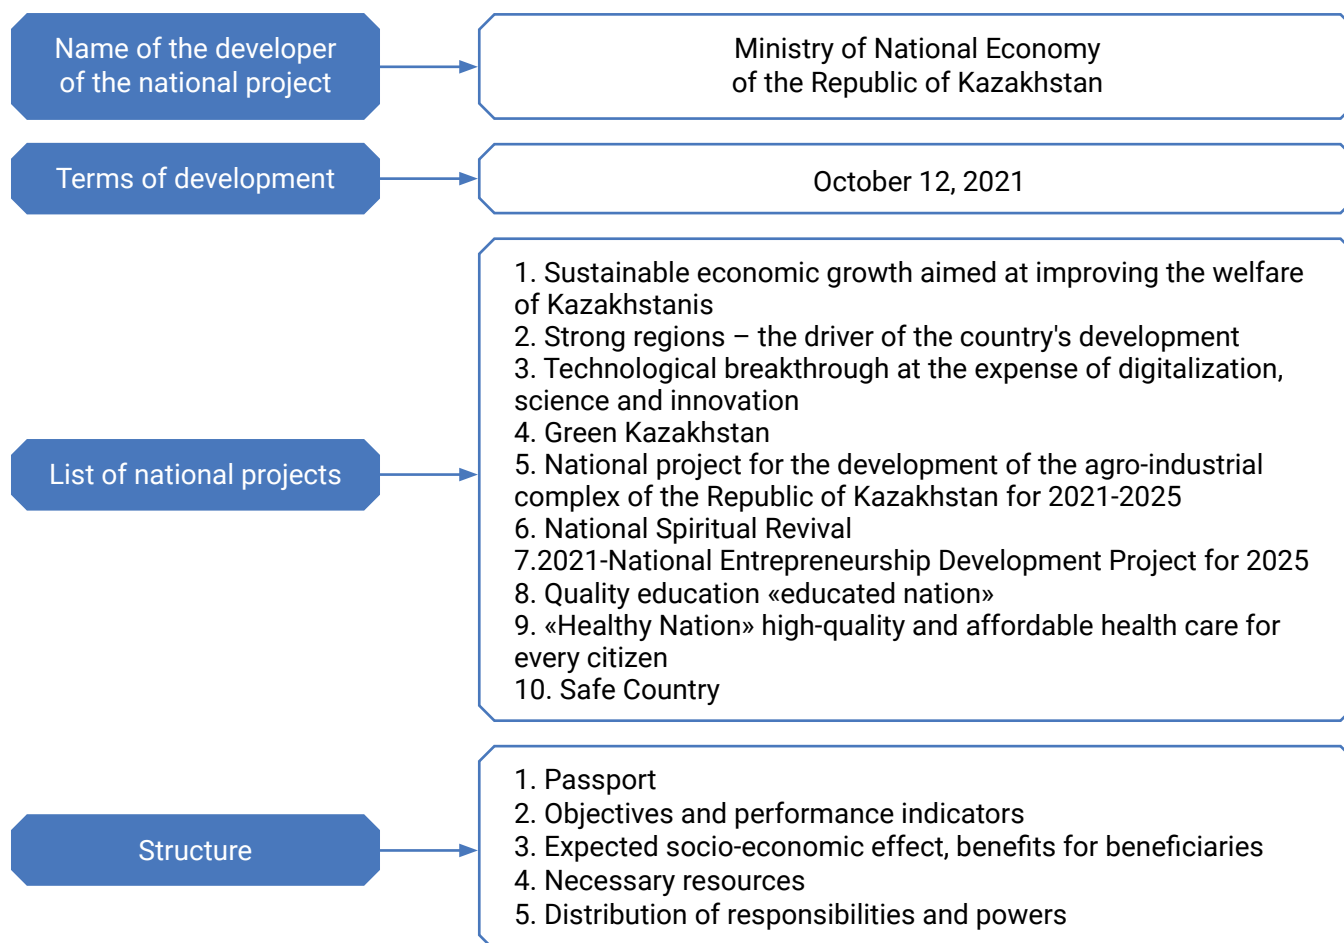 Name of the developer
of the national project
Ministry of National Economy
of the Republic of Kazakhstan
Terms of development
October 12, 2021
List of national projects
1. Sustainable economic growth aimed at improving the welfare
of Kazakhstanis
2. Strong regions – the driver of the country's development
3. Technological breakthrough at the expense of digitalization,
science and innovation
4. Green Kazakhstan
5. National project for the development of the agro-industrial
complex of the Republic of Kazakhstan for 2021-2025
6. National Spiritual Revival
7.2021-National Entrepreneurship Development Project for 2025
8. Quality education «educated nation»
9. «Healthy Nation» high-quality and affordable health care for
every citizen
10. Safe Country
Structure
1. Passport
2. Objectives and performance indicators
3. Expected socio-economic effect, benefits for beneficiaries
4. Necessary resources
5. Distribution of responsibilities and powers